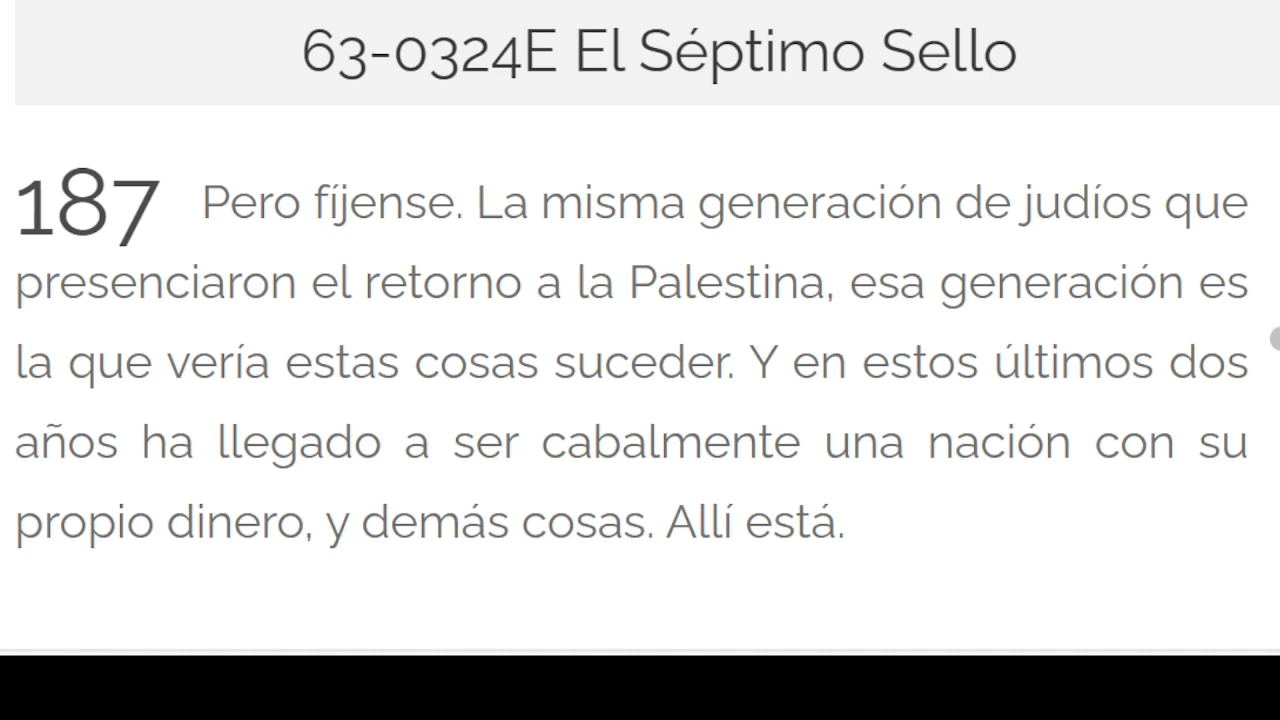 63-0324E El Séptimo Sello
187 Pero fíjense. La misma generación de judíos que
presenciaron el retorno a la Palestina, esa generación es
la que vería estas cosas suceder. Y en estos últimos dos
años ha llegado a ser cabalmente una nación con su
propio dinero, y demás cosas. Allí está.